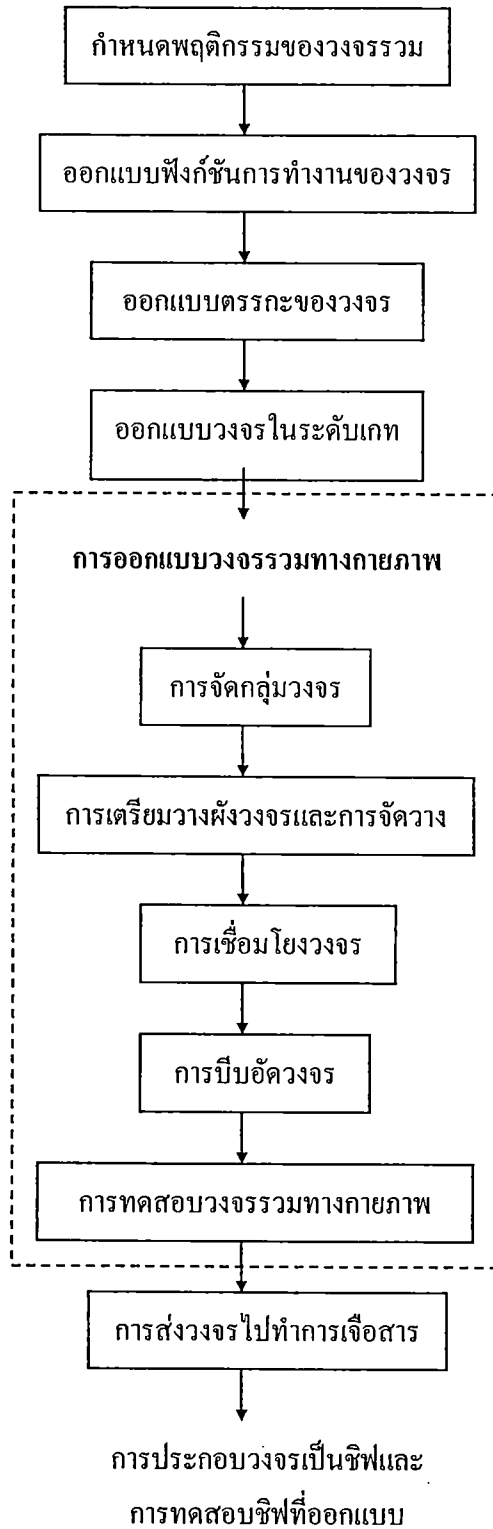 กำหนดพฤติกรรมของวงจรรวม
ออกแบบฟังก์ชันการทำงานของวงจร
ออกแบบตรรกะของวงจร
ออกแบบวงจรในระดับเกท
การออกแบบวงจรรวมทางกายภาพ
การจัดกลุ่มวงจร
การเตรียมวางผังวงจรและการจัดวาง
การเชื่อมโยงวงจร
การบีบอัดวงจร
การทดสอบวงจรรวมทางกายภาพ
การส่งวงจรไปทำการเจือสาร
การประกอบวงจรเป็นชิฟและ
การทดสอบชิฟที่ออกแบบ